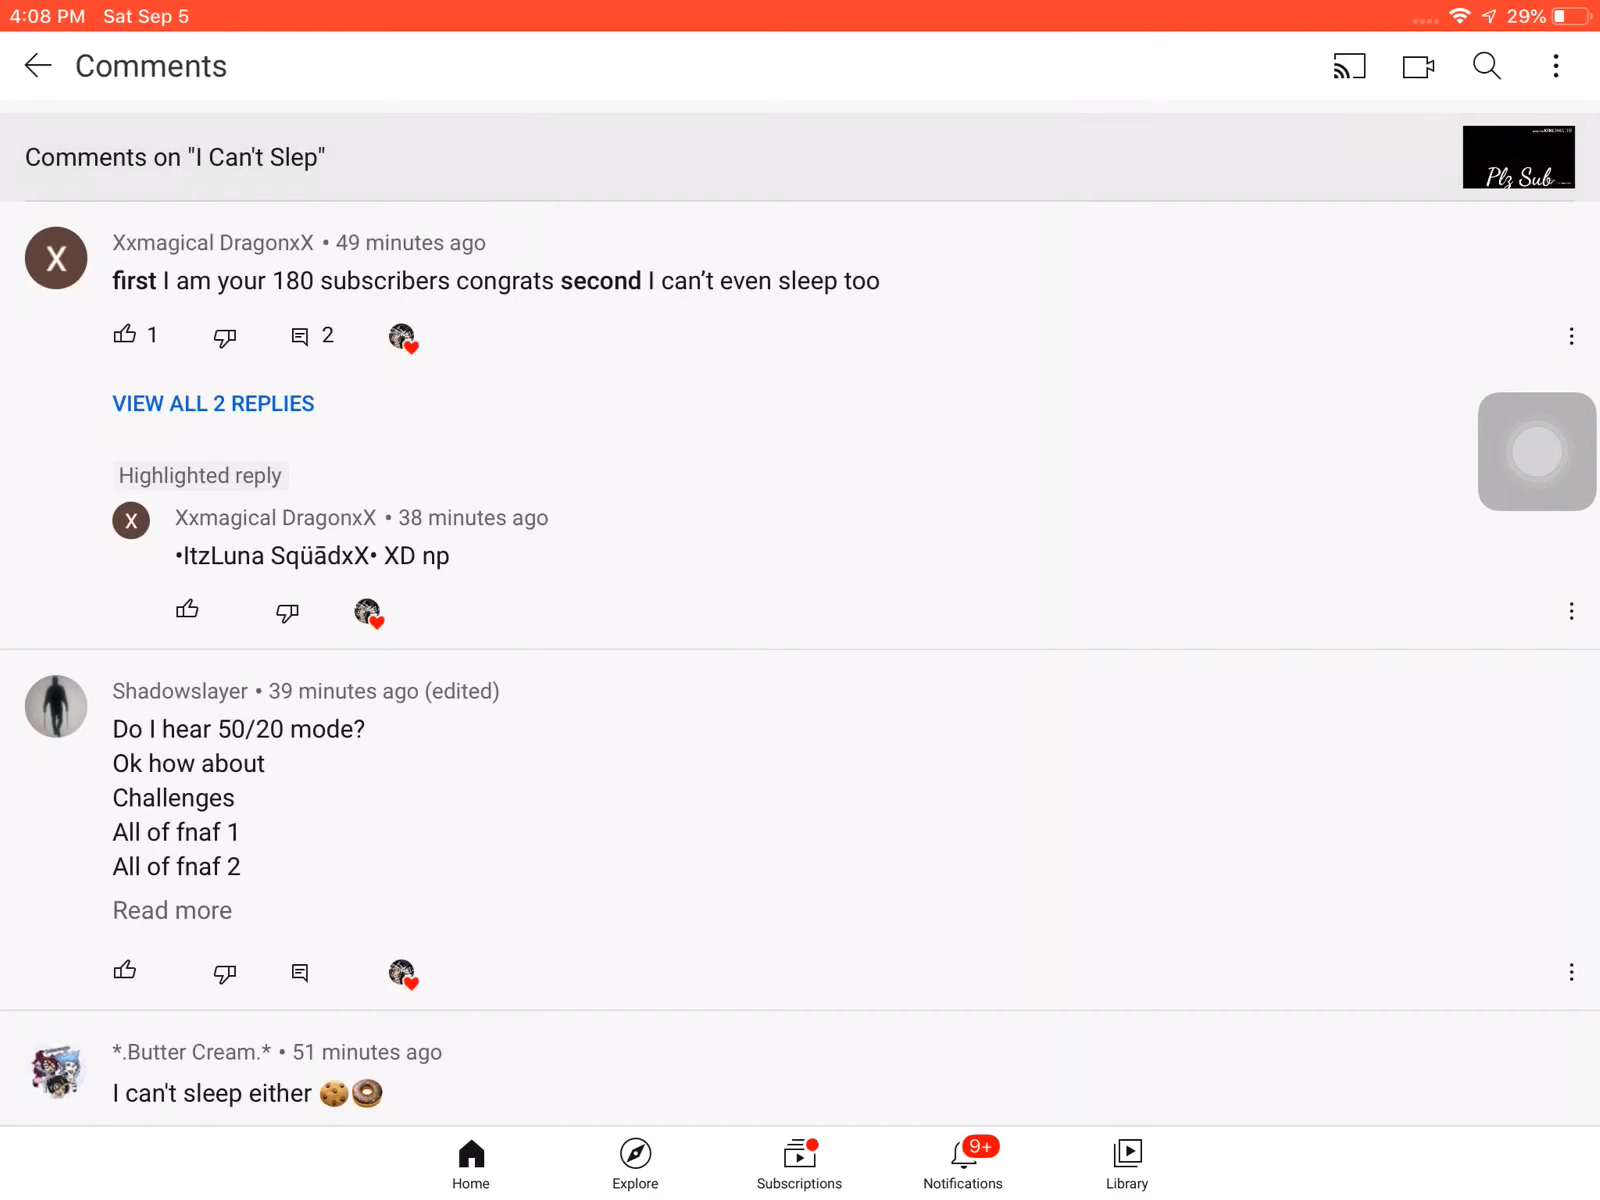 4:08 PM Sat Sep 5
29%
Comments
Comments on "I Can't Slep"
Plz Sub
X
Xxmagical DragonxX • 49 minutes ago
first I am your 180 subscribers congrats second I can’t even sleep too
1
2
VIEW ALL 2 REPLIES
Highlighted reply
X
Xxmagical DragonxX • 38 minutes ago
•ItzLuna SqüādxX• XD np
Shadowslayer • 39 minutes ago (edited)
Do I hear 50/20 mode?
Ok how about
Challenges
All of fnaf 1
All of fnaf 2
Read more
*.Butter Cream.* • 51 minutes ago
I can't sleep either 🍪🍩
9+
Home
Explore
Subscriptions
Notifications
Library